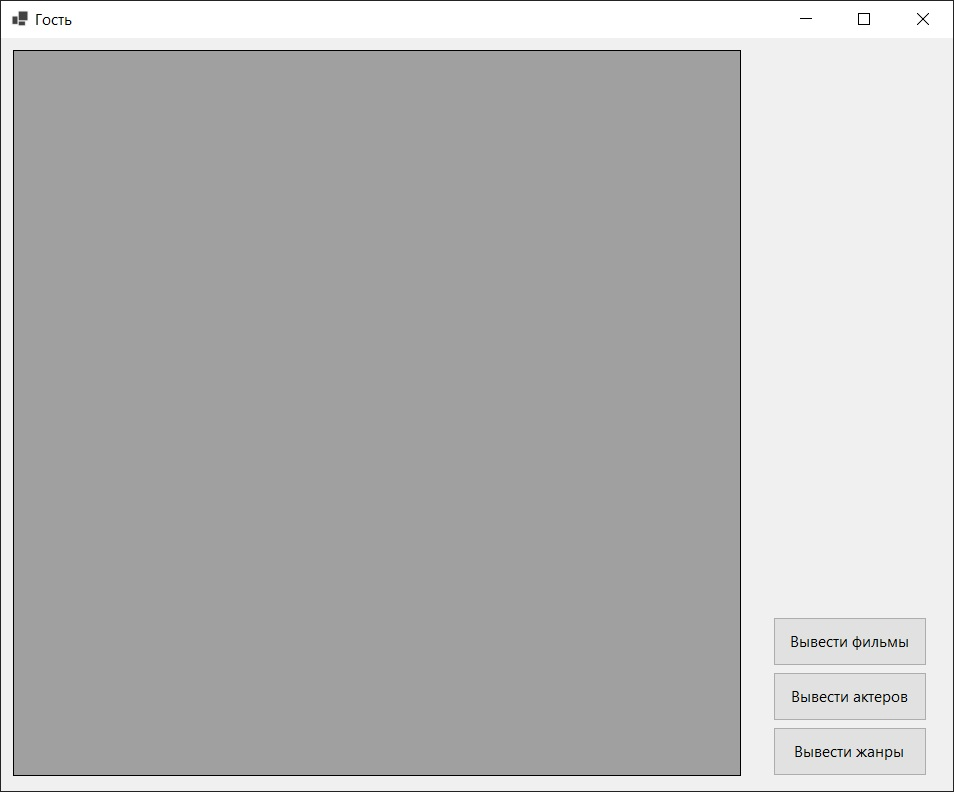 Гость
Вывести фильмы
Вывести актеров
Вывести жанры